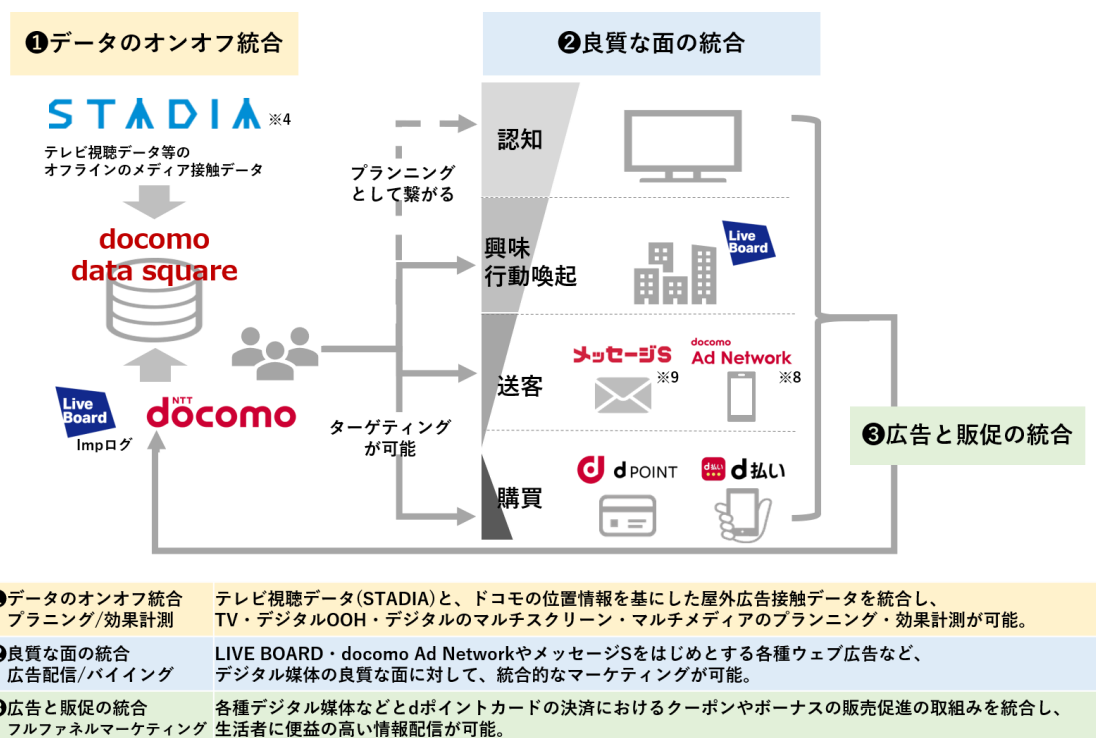 ❶データのオンオフ統合
❷良質な面の統合
STADIA ※4
テレビ視聴データ等の
オフラインのメディア接触データ
docomo
data square
Live
Board
Impログ
NTT
docomo
プランニング
として繋がる
ターゲティング
が可能
認知
興味
行動喚起
Live
Board
送客
メッセージS
※9
docomo
Ad Network
※8
購買
d POINT
d払い
d払い
❸広告と販促の統合
データのオンオフ統合
プラニング/効果計測
テレビ視聴データ(STADIA)と、ドコモの位置情報を基にした屋外広告接触データを統合し、
TV・デジタルOOH・デジタルのマルチスクリーン・マルチメディアのプランニング・効果計測が可能。
良質な面の統合
広告配信/バイイング
LIVE BOARD・docomo Ad NetworkやメッセージSをはじめとする各種ウェブ広告など、
デジタル媒体の良質な面に対して、統合的なマーケティングが可能。
広告と販促の統合
フルファネルマーケティング
各種デジタル媒体などとdポイントカードの決済におけるクーポンやボーナスの販売促進の取組みを統合し、
生活者に便益の高い情報配信が可能。